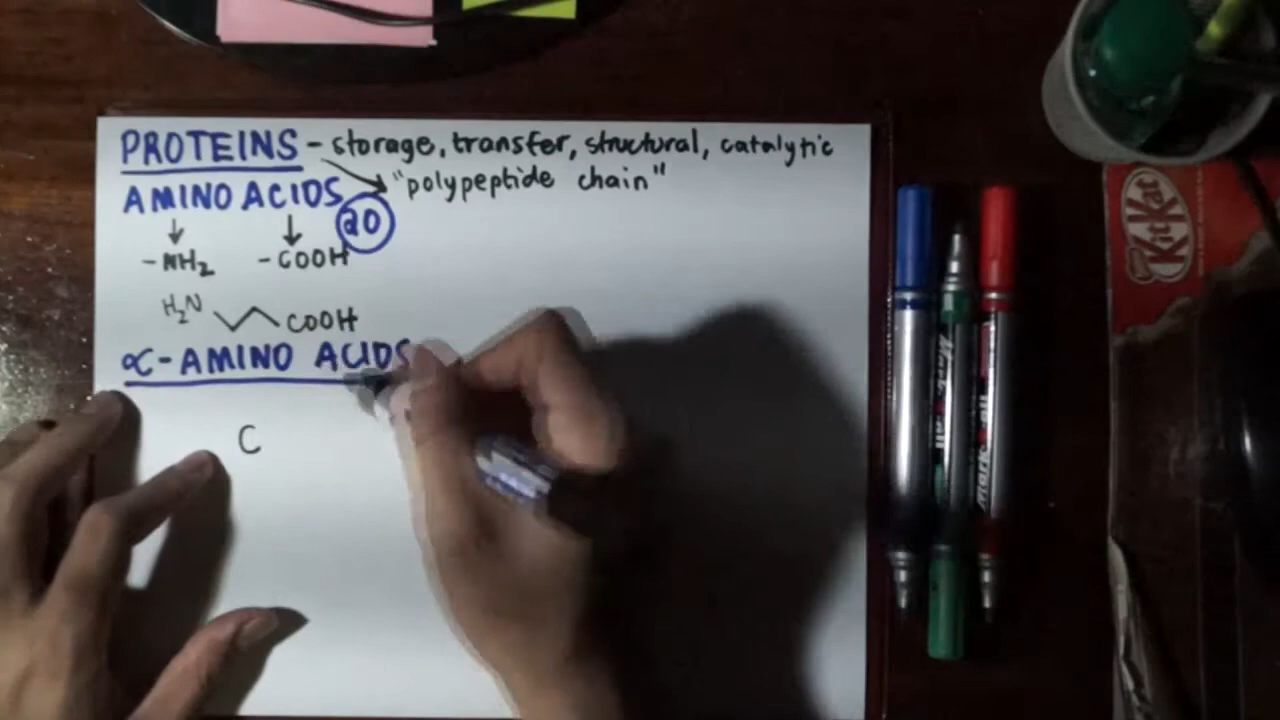 PROTEINS - storage, transfer, structural, catalytic
"polypeptide chain"
AMINO ACIDS
20
-NH₂ -COOH
H₂N COOH
∝-AMINO ACIDS
C
KitKat